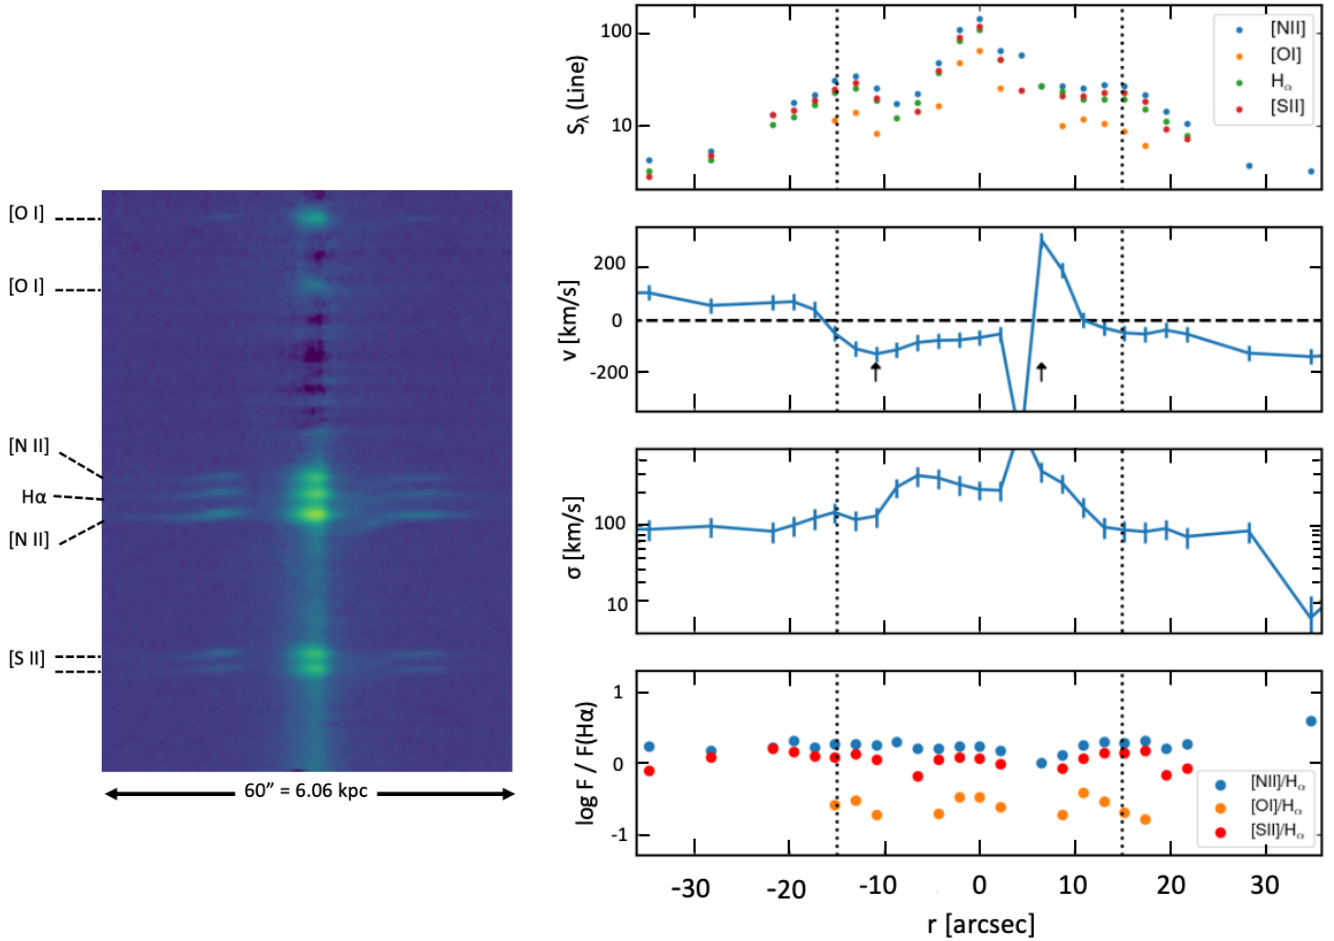 [O I]
[O I]
[N II]
Hα
[N II]
[S II]
60″ = 6.06 kpc
Sλ (Line)
100
10
[NII]
[OI]
Hα
[SII]
v [km/s]
200
0
-200
σ [km/s]
100
10
log F / F(Hα)
1
0
-1
[NII]/Hα
[OI]/Hα
[SII]/Hα
-30 -20 -10 0 10 20 30
r [arcsec]